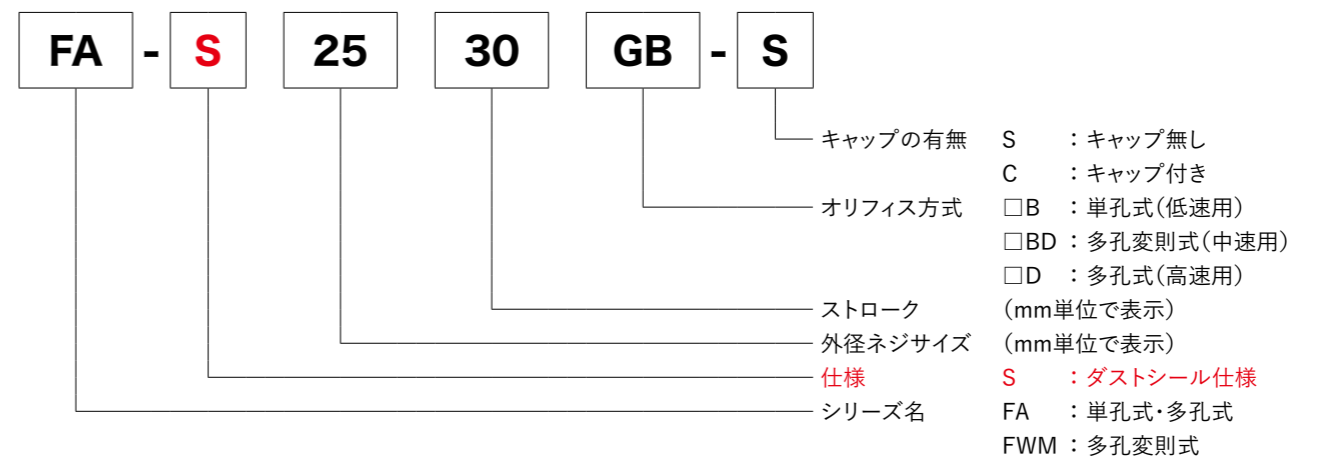 FA - S 25 30 GB - S
キャップの有無 S ：キャップ無し
C ：キャップ付き
オリフィス方式 □B ：単孔式(低速用)
□BD ：多孔変則式(中速用)
□D ：多孔式(高速用)
ストローク (mm単位で表示)
外径ネジサイズ (mm単位で表示)
仕様 S ：ダストシール仕様
シリーズ名 FA ：単孔式・多孔式
FWM ：多孔変則式